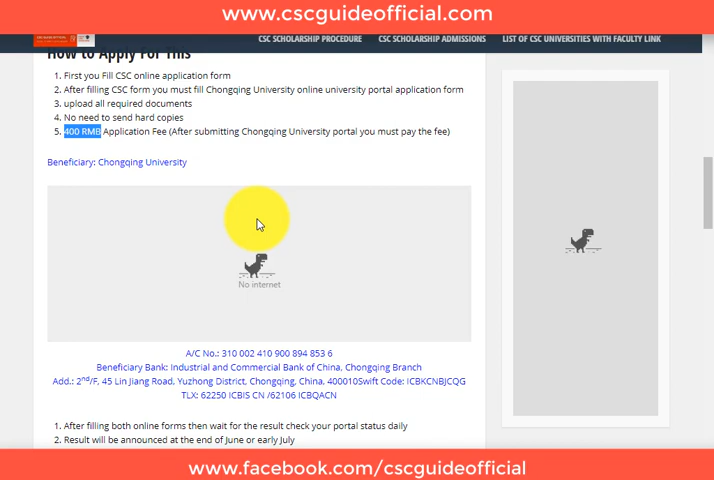 www.cscguideofficial.com
CSC SCHOLARSHIP PROCEDURE CSC SCHOLARSHIP ADMISSIONS LIST OF CSC UNIVERSITIES WITH FACULTY LINK
How to Apply For This
1. First you Fill CSC online application form
2. After filling CSC form you must fill Chongqing University online university portal application form
3. upload all required documents
4. No need to send hard copies
5. 400 RMB Application Fee (After submitting Chongqing University portal you must pay the fee)
Beneficiary: Chongqing University
No internet
A/C No.: 310 002 410 900 894 853 6
Beneficiary Bank: Industrial and Commercial Bank of China, Chongqing Branch
Add.: 2nd/F, 45 Lin Jiang Road, Yuzhong District, Chongqing, China, 400010Swift Code: ICBKCNBJCQG
TLX: 62250 ICBIS CN /62106 ICBQACN
1. After filling both online forms then wait for the result check your portal status daily
2. Result will be announced at the end of June or early July
www.facebook.com/cscguideofficial